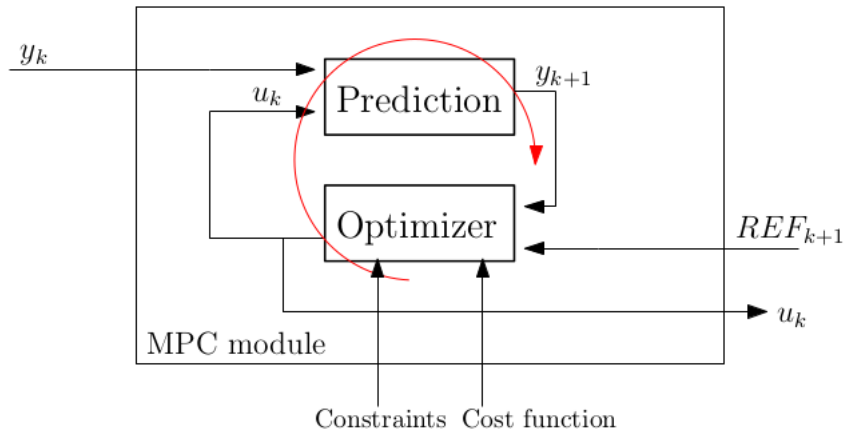 y_k
u_k
Prediction
y_{k+1}
Optimizer
REF_{k+1}
u_k
MPC module
Constraints Cost function